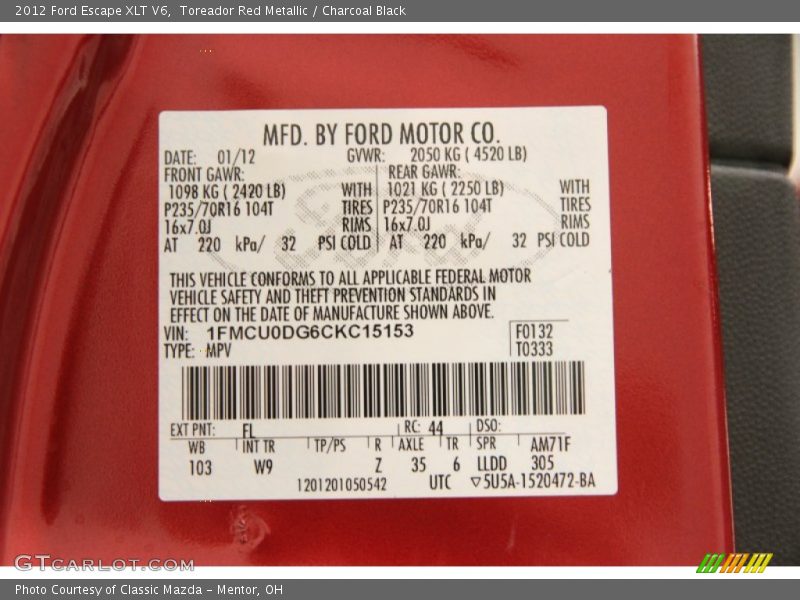 2012 Ford Escape XLT V6, Toreador Red Metallic / Charcoal Black
MFD. BY FORD MOTOR CO.
DATE: 01/12 GVWR: 2050 KG ( 4520 LB)
FRONT GAWR: REAR GAWR:
1098 KG ( 2420 LB) WITH 1021 KG ( 2250 LB) WITH
P235/70R16 104T TIRES P235/70R16 104T TIRES
16x7.0J RIMS 16x7.0J RIMS
AT 220 kPa/ 32 PSI COLD AT 220 kPa/ 32 PSI COLD
Ford
THIS VEHICLE CONFORMS TO ALL APPLICABLE FEDERAL MOTOR
VEHICLE SAFETY AND THEFT PREVENTION STANDARDS IN
EFFECT ON THE DATE OF MANUFACTURE SHOWN ABOVE.
VIN: 1FMCU0DG6CKC15153 F0132
TYPE: MPV T0333
EXT PNT: FL RC: 44 DSO:
WB INT TR TP/PS R AXLE TR SPR AM71F
103 W9 Z 35 6 LLDD 305
1201201050542 UTC ▽5U5A-1520472-BA
GTCARLOT.COM
Photo Courtesy of Classic Mazda - Mentor, OH